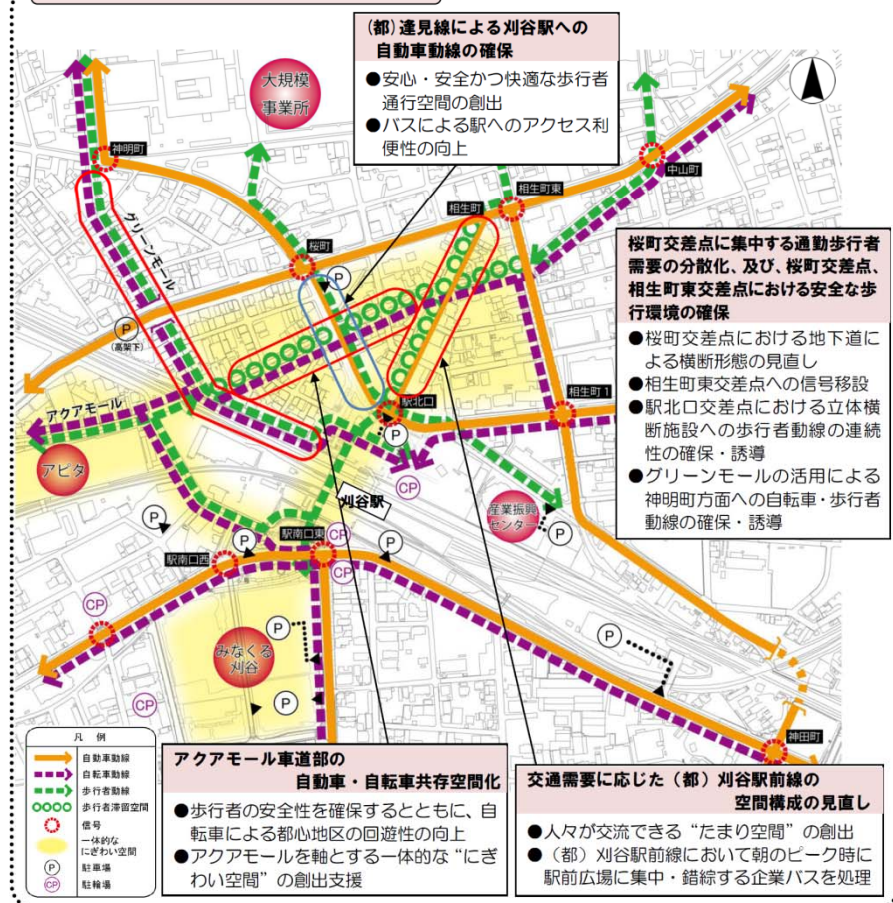 (都)逢見線による刈谷駅への
自動車動線の確保
●安心・安全かつ快適な歩行者
通行空間の創出
●バスによる駅へのアクセス利
便性の向上
大規模
事業所
神明町
中山町
相生町東
相生町
桜町
グリーンモール
P
P
(高架下)
桜町交差点に集中する通勤歩行者
需要の分散化、及び、桜町交差点、
相生町東交差点における安全な歩
行環境の確保
●桜町交差点における地下道に
よる横断形態の見直し
●相生町東交差点への信号移設
●駅北口交差点における立体横
断施設への歩行者動線の連続
性の確保・誘導
●グリーンモールの活用による
神明町方面への自転車・歩行者
動線の確保・誘導
アクアモール
駅北口
相生町1
P
アピタ
CP
刈谷駅
産業振興
センター
P
P
駅南口東
CP
P
P
駅南口西
CP
CP
P
P
みなくる
刈谷
CP
P
神田町
凡 例
自動車動線
自転車動線
歩行者動線
歩行者滞留空間
信号
一体的な
にぎわい空間
P 駐車場
CP 駐輪場
アクアモール車道部の
自動車・自転車共存空間化
●歩行者の安全性を確保するとともに、自
転車による都心地区の回遊性の向上
●アクアモールを軸とする一体的な“にぎ
わい空間”の創出支援
交通需要に応じた(都)刈谷駅前線の
空間構成の見直し
●人々が交流できる“たまり空間”の創出
●(都)刈谷駅前線において朝のピーク時に
駅前広場に集中・錯綜する企業バスを処理